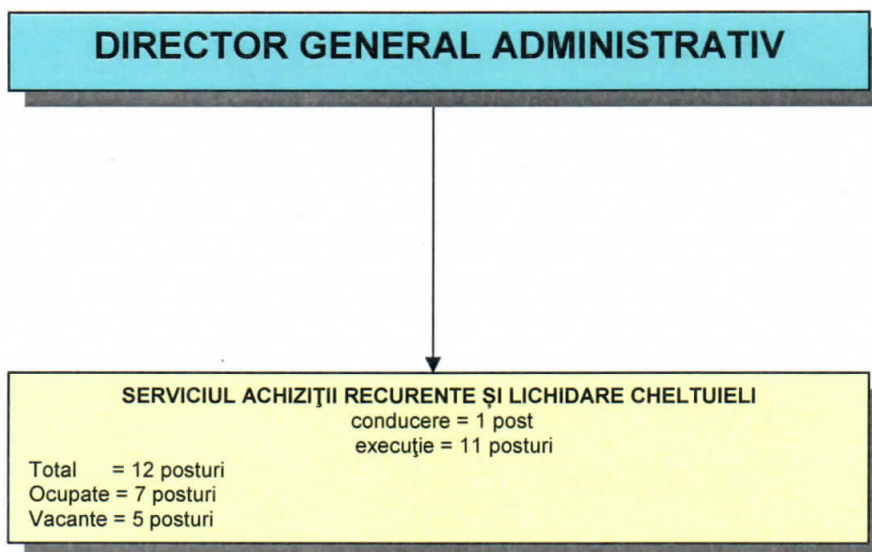 DIRECTOR GENERAL ADMINISTRATIV
SERVICIUL ACHIZIŢII RECURENTE ŞI LICHIDARE CHELTUIELI
conducere = 1 post
execuţie = 11 posturi
Total = 12 posturi
Ocupate = 7 posturi
Vacante = 5 posturi